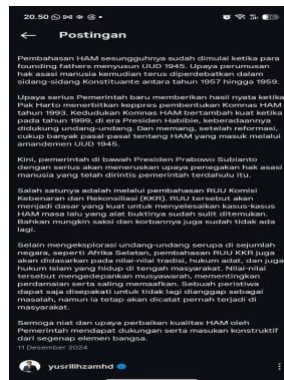 20.50
Postingan
Pembahasan HAM sesungguhnya sudah dimulai ketika para
founding fathers menyusun UUD 1945. Upaya perumusan
hak asasi manusia kemudian terus diperdebatkan dalam
sidang-sidang Konstituante antara tahun 1957 hingga 1959.
Upaya serius Pemerintah baru memberikan hasil nyata ketika
Pak Harto menerbitkan keppres pembentukan Komnas HAM
tahun 1993. Kedudukan Komnas HAM bertambah kuat ketika
pada tahun 1999, di era Presiden Habibie, keberadaannya
didukung undang-undang. Dan memang, setelah reformasi,
cukup banyak pasal-pasal tentang HAM yang masuk melalui
amandemen UUD 1945.
Kini, pemerintah di bawah Presiden Prabowo Subianto
dengan serius akan meneruskan upaya penegakan hak asasi
manusia yang telah dirintis pemerintah terdahulu itu.
Salah satunya adalah melalui pembahasan RUU Komisi
Kebenaran dan Rekonsiliasi (KKR). RUU tersebut akan
menjadi dasar yang kuat untuk menyelesaikan kasus-kasus
HAM masa lalu yang alat buktinya sudah sulit ditemukan.
Bahkan mungkin saksi dan korbannya juga sudah tidak ada
lagi.
Selain mengeksplorasi undang-undang serupa di sejumlah
negara, seperti Afrika Selatan, pembahasan RUU KKR juga
akan didasarkan pada nilai-nilai tradisi, hukum adat, dan juga
hukum Islam yang hidup di tengah masyarakat. Nilai-nilai
tersebut mengedepankan musyawarah, mementingkan
perdamaian serta saling memaafkan. Sebuah peristiwa
dapat saja disepakati untuk tidak lagi dianggap sebagai
masalah, namun ia tetap akan dicatat pernah terjadi di
masyarakat.
Semoga niat dan upaya perbaikan kualitas HAM oleh
Pemerintah mendapat dukungan serta masukan konstruktif
dari segenap elemen bangsa.
11 Desember 2024
yusrilihzamhd